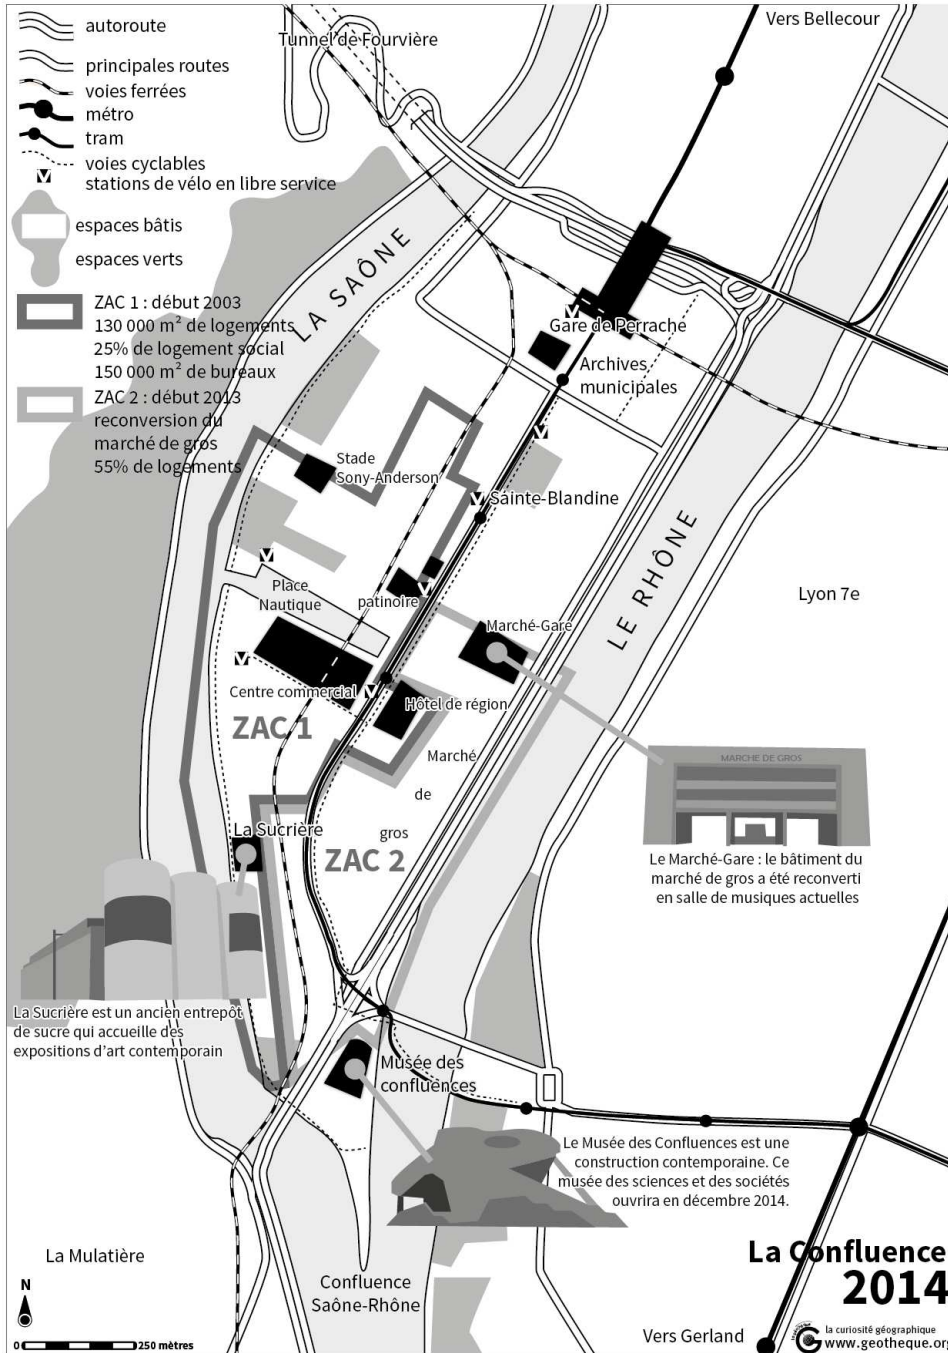 autoroute
principales routes
voies ferrées
métro
tram
voies cyclables
stations de vélo en libre service
espaces bâtis
espaces verts
ZAC 1 : début 2003
130 000 m² de logements
25% de logement social
150 000 m² de bureaux
ZAC 2 : début 2013
reconversion du
marché de gros
55% de logements
Tunnel de Fourvière
Vers Bellecour
LA SAÔNE
Gare de Perrache
Archives
municipales
Stade
Sony-Anderson
Sainte-Blandine
LE RHÔNE
Lyon 7e
Place
Nautique
patinoire
Marché-Gare
Centre commercial
Hôtel de région
ZAC 1
Marché
de
gros
MARCHE DE GROS
La Sucrière
ZAC 2
Le Marché-Gare : le bâtiment du
marché de gros a été reconverti
en salle de musiques actuelles
La Sucrière est un ancien entrepôt
de sucre qui accueille des
expositions d'art contemporain
Musée des
confluences
Le Musée des Confluences est une
construction contemporaine. Ce
musée des sciences et des sociétés
ouvrira en décembre 2014.
La Mulatière
La Confluence
2014
Confluence
Saône-Rhône
N
0
250 mètres
Vers Gerland
la curiosité géographique
www.geotheque.org